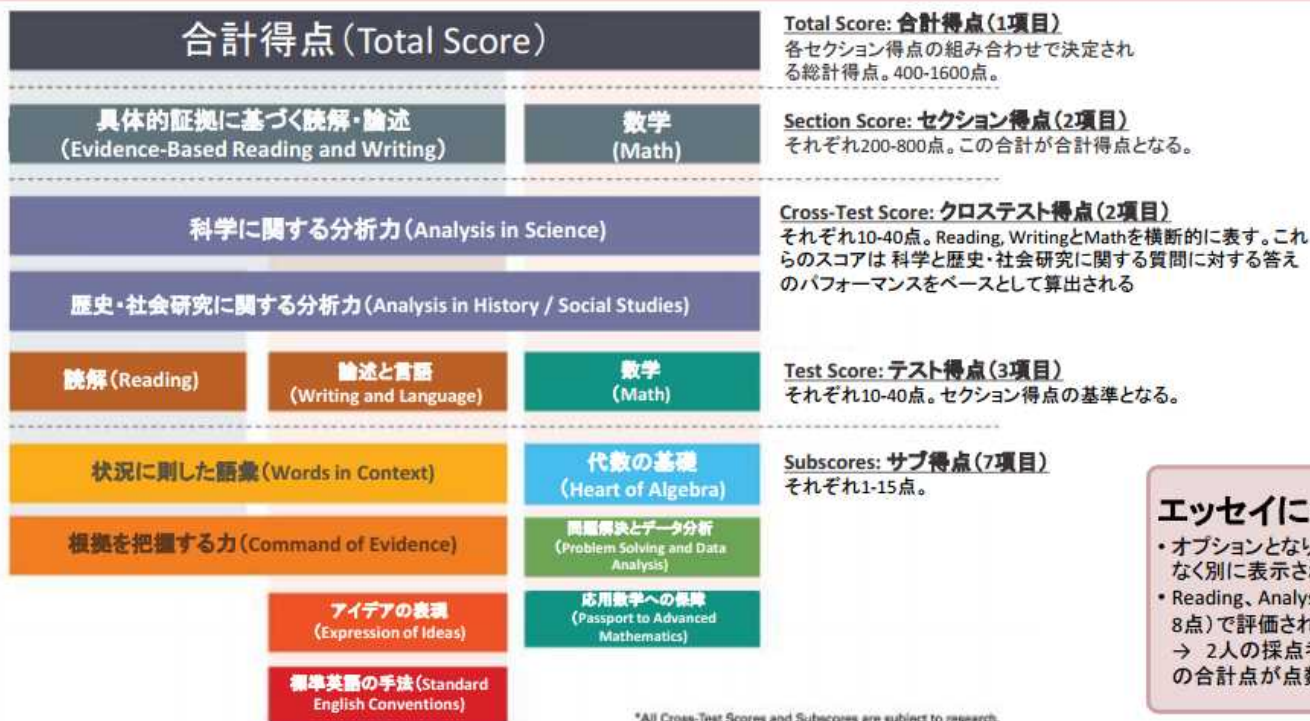 合計得点(Total Score)
Total Score: 合計得点(1項目)
各セクション得点の組み合わせで決定され
る総計得点。400-1600点。
具体的証拠に基づく読解・論述
(Evidence-Based Reading and Writing)
数学
(Math)
Section Score: セクション得点(2項目)
それぞれ200-800点。この合計が合計得点となる。
科学に関する分析力(Analysis in Science)
歴史・社会研究に関する分析力(Analysis in History / Social Studies)
Cross-Test Score: クロステスト得点(2項目)
それぞれ10-40点。Reading, WritingとMathを横断的に表す。これ
らのスコアは 科学と歴史・社会研究に関する質問に対する答え
のパフォーマンスをベースとして算出される
読解(Reading)
論述と言語
(Writing and Language)
数学
(Math)
Test Score: テスト得点(3項目)
それぞれ10-40点。セクション得点の基準となる。
状況に則した語彙(Words in Context)
代数の基礎
(Heart of Algebra)
Subscores: サブ得点(7項目)
それぞれ1-15点。
根拠を把握する力(Command of Evidence)
問題解決とデータ分析
(Problem Solving and Data
Analysis)
アイデアの表現
(Expression of Ideas)
応用数学への保障
(Passport to Advanced
Mathematics)
標準英語の手法(Standard
English Conventions)
エッセイに
• オプションとなり
なく別に表示さ
• Reading、Analys
8点)で評価され
→ 2人の採点者
の合計点が点数
*All Cross-Test Scores and Subscores are subject to research.